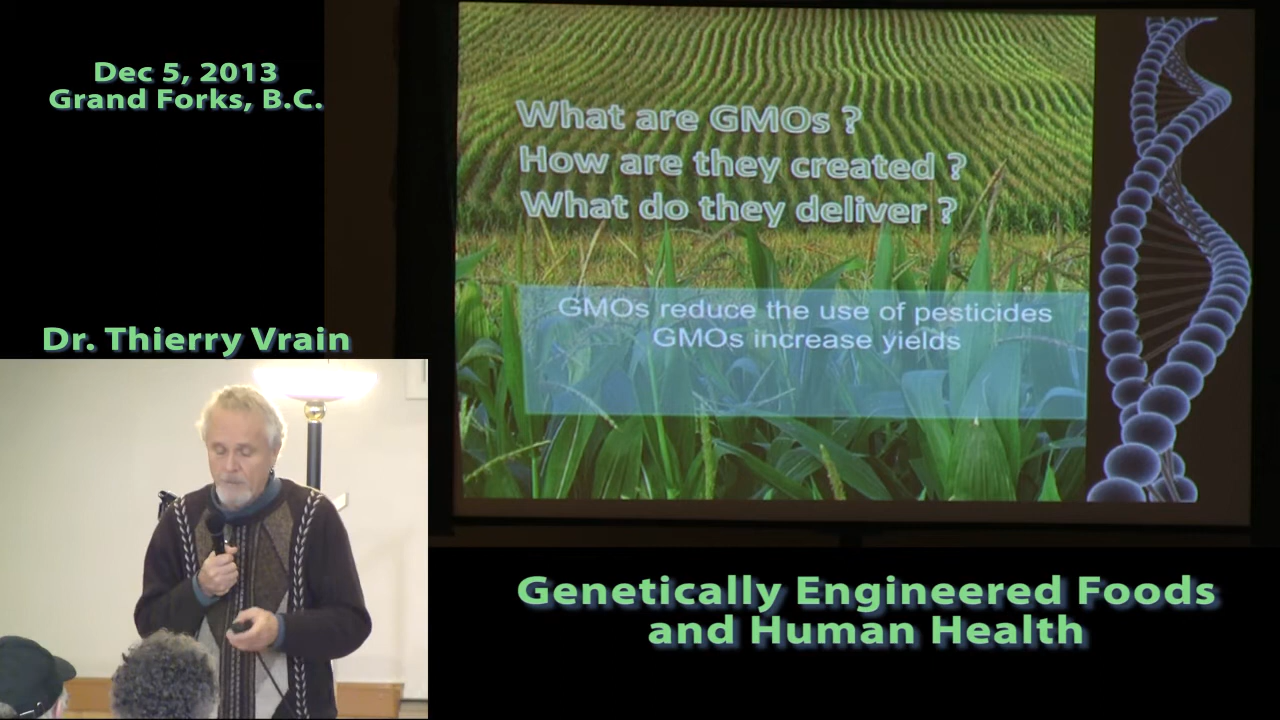 Dec 5, 2013
Grand Forks, B.C.
What are GMOs ?
How are they created ?
What do they deliver ?
GMOs reduce the use of pesticides
GMOs increase yields
Dr. Thierry Vrain
Genetically Engineered Foods
and Human Health